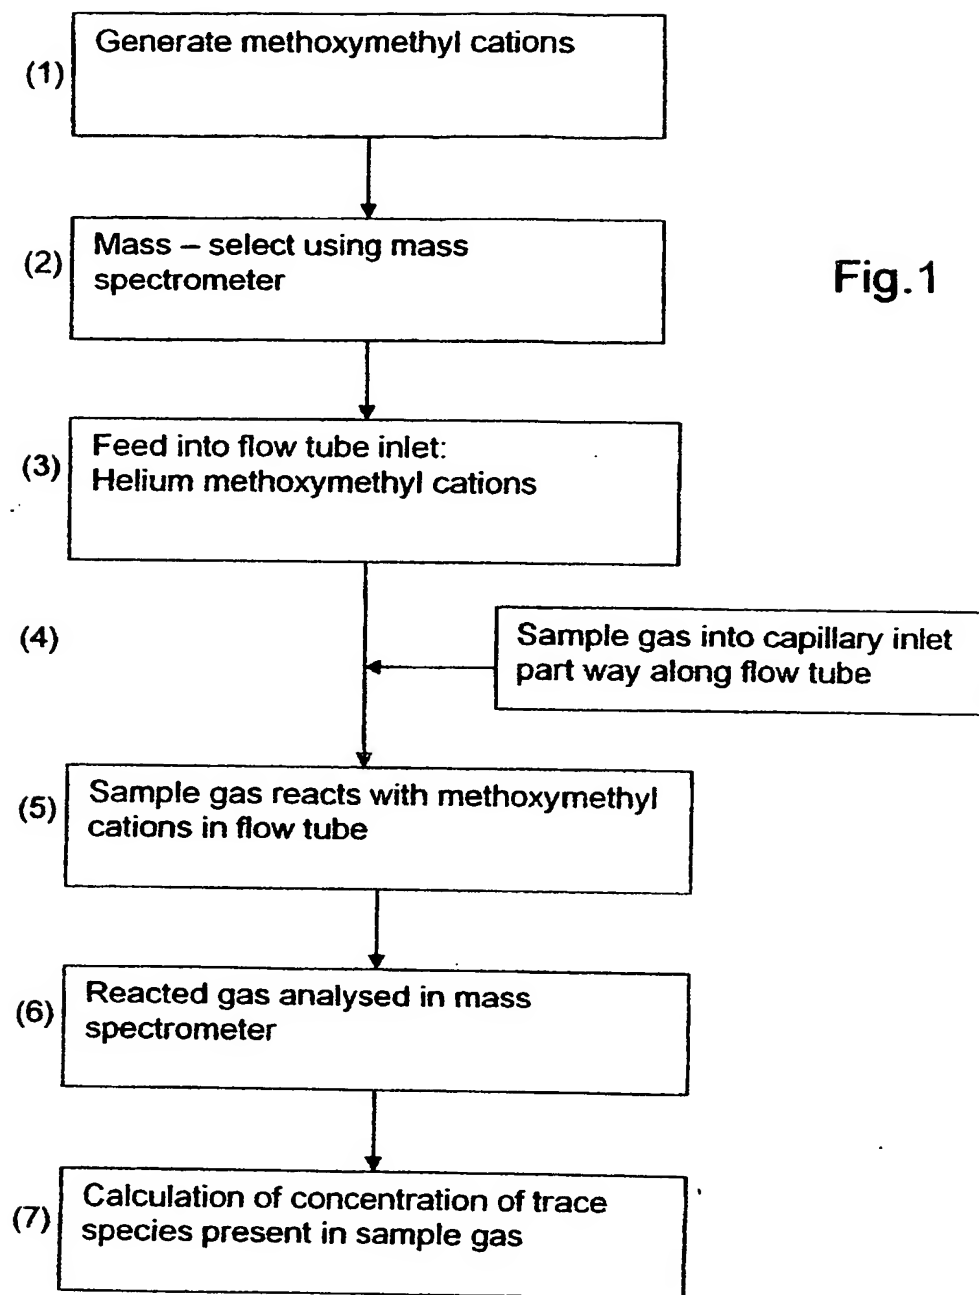 Generate methoxymethyl cations
(1)
Mass – select using mass
spectrometer
(2)
Fig.1
Feed into flow tube inlet:
Helium methoxymethyl cations
(3)
(4)
Sample gas into capillary inlet
part way along flow tube
Sample gas reacts with methoxymethyl
cations in flow tube
(5)
Reacted gas analysed in mass
spectrometer
(6)
Calculation of concentration of trace
species present in sample gas
(7)